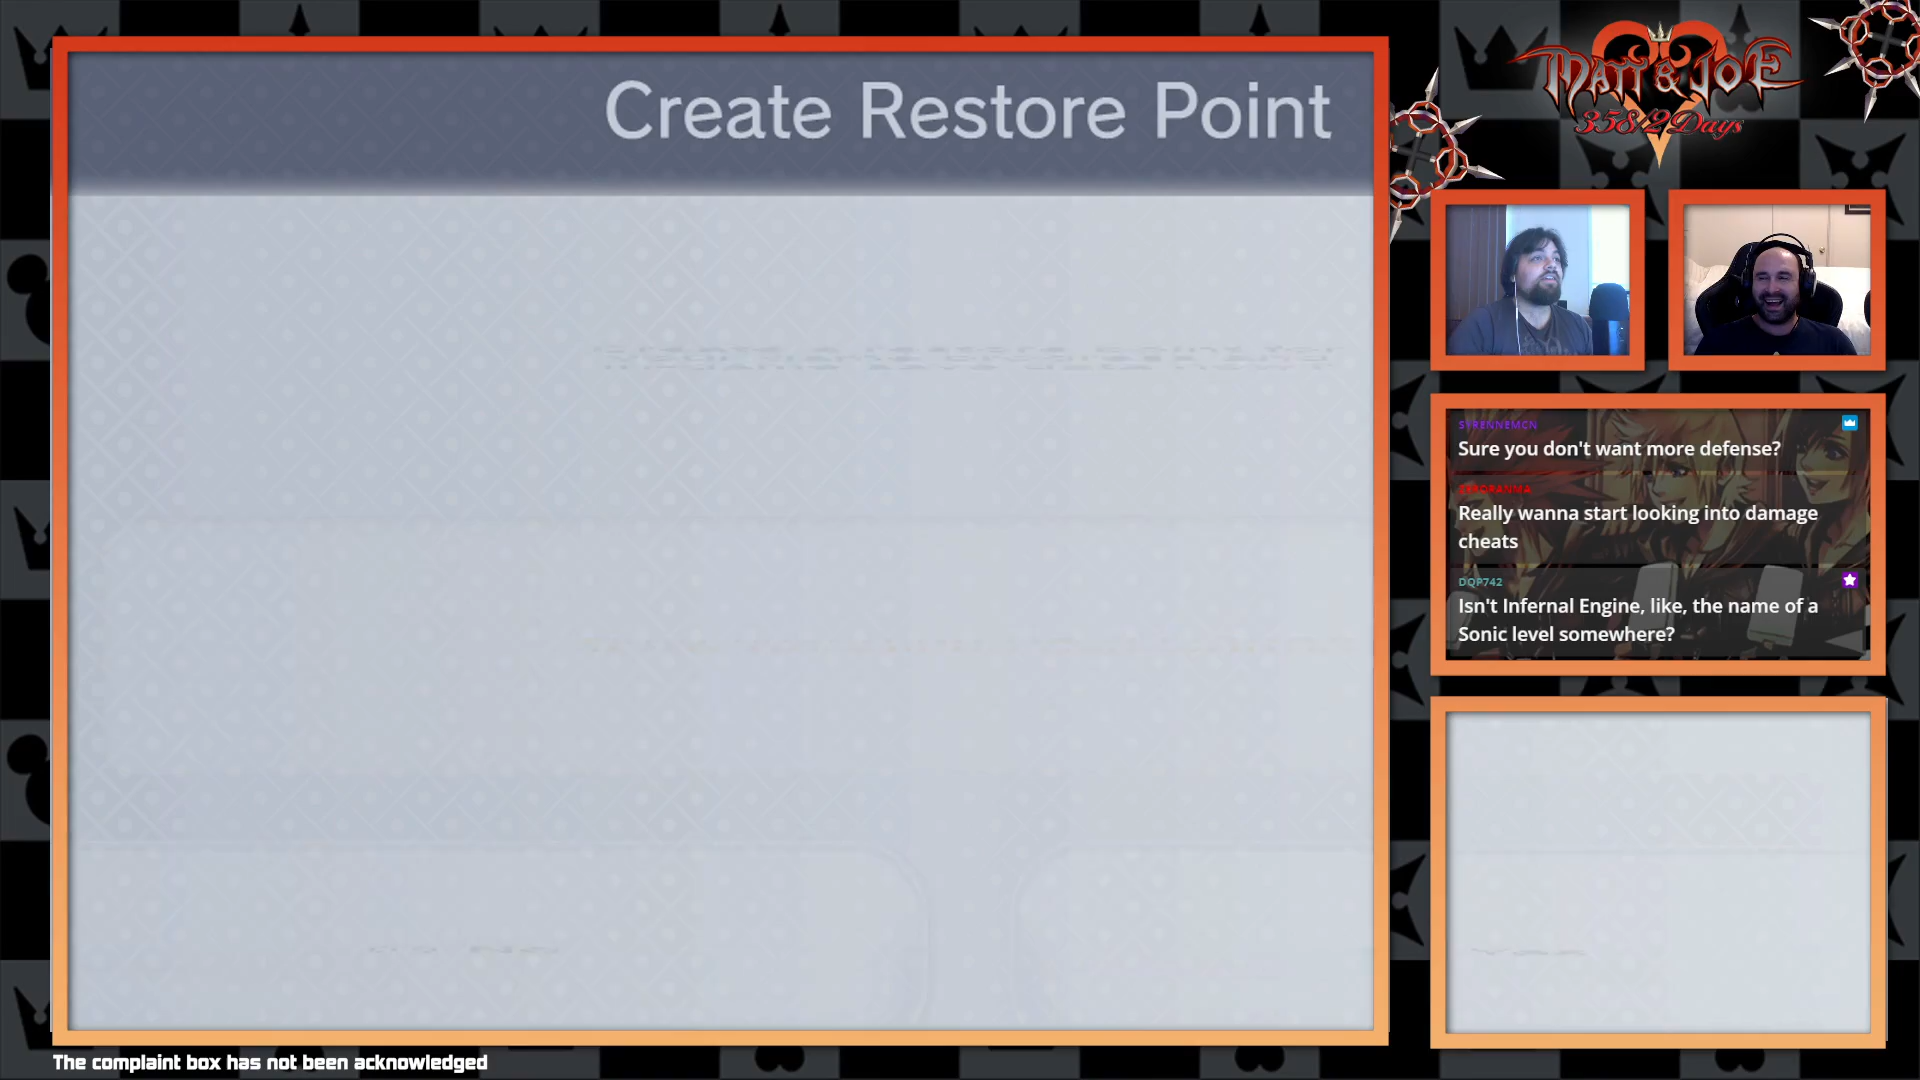 Create Restore Point
MATT & JOE
358/2 Days
SYRENNEMCN
Sure you don't want more defense?
Really wanna start looking into damage
cheats
DQP742
Isn't Infernal Engine, like, the name of a
Sonic level somewhere?
The complaint box has not been acknowledged